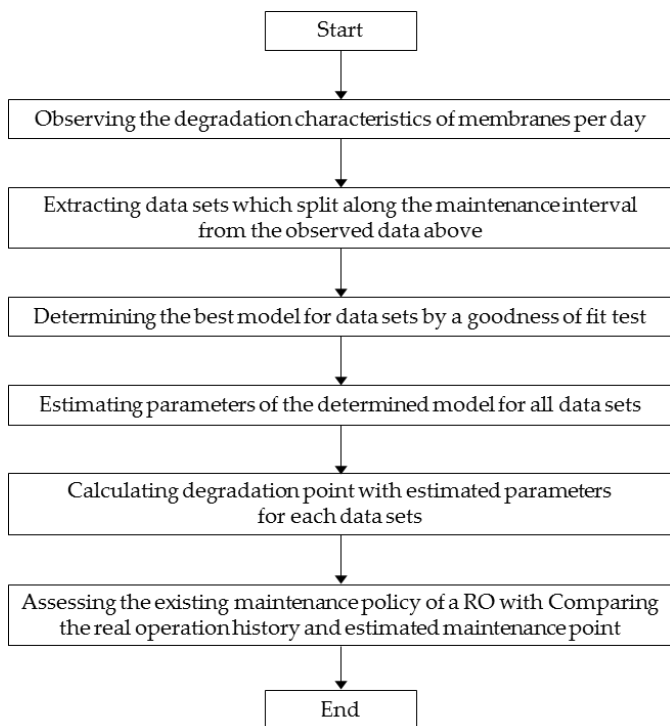 Start
Observing the degradation characteristics of membranes per day
Extracting data sets which split along the maintenance interval
from the observed data above
Determining the best model for data sets by a goodness of fit test
Estimating parameters of the determined model for all data sets
Calculating degradation point with estimated parameters
for each data sets
Assessing the existing maintenance policy of a RO with Comparing
the real operation history and estimated maintenance point
End